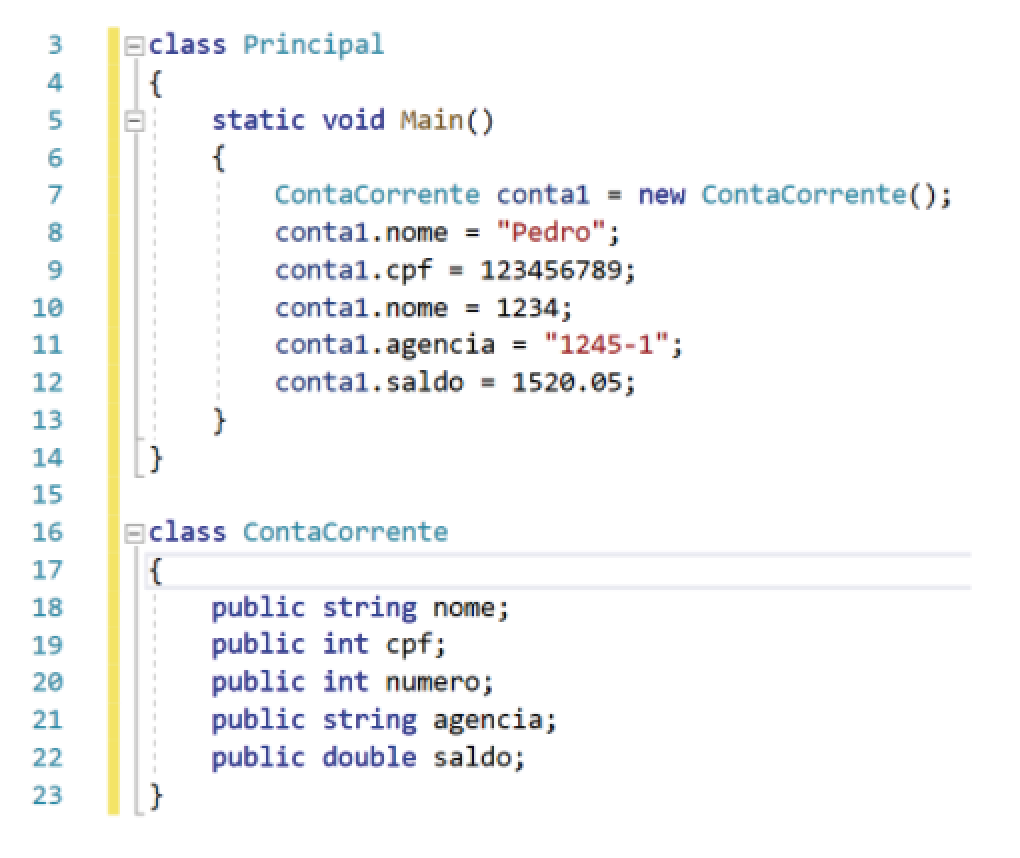 3 class Principal
4 {
5 static void Main()
6 {
7 ContaCorrente conta1 = new ContaCorrente();
8 conta1.nome = "Pedro";
9 conta1.cpf = 123456789;
10 conta1.nome = 1234;
11 conta1.agencia = "1245-1";
12 conta1.saldo = 1520.05;
13 }
14 }
15
16 class ContaCorrente
17 {
18 public string nome;
19 public int cpf;
20 public int numero;
21 public string agencia;
22 public double saldo;
23 }